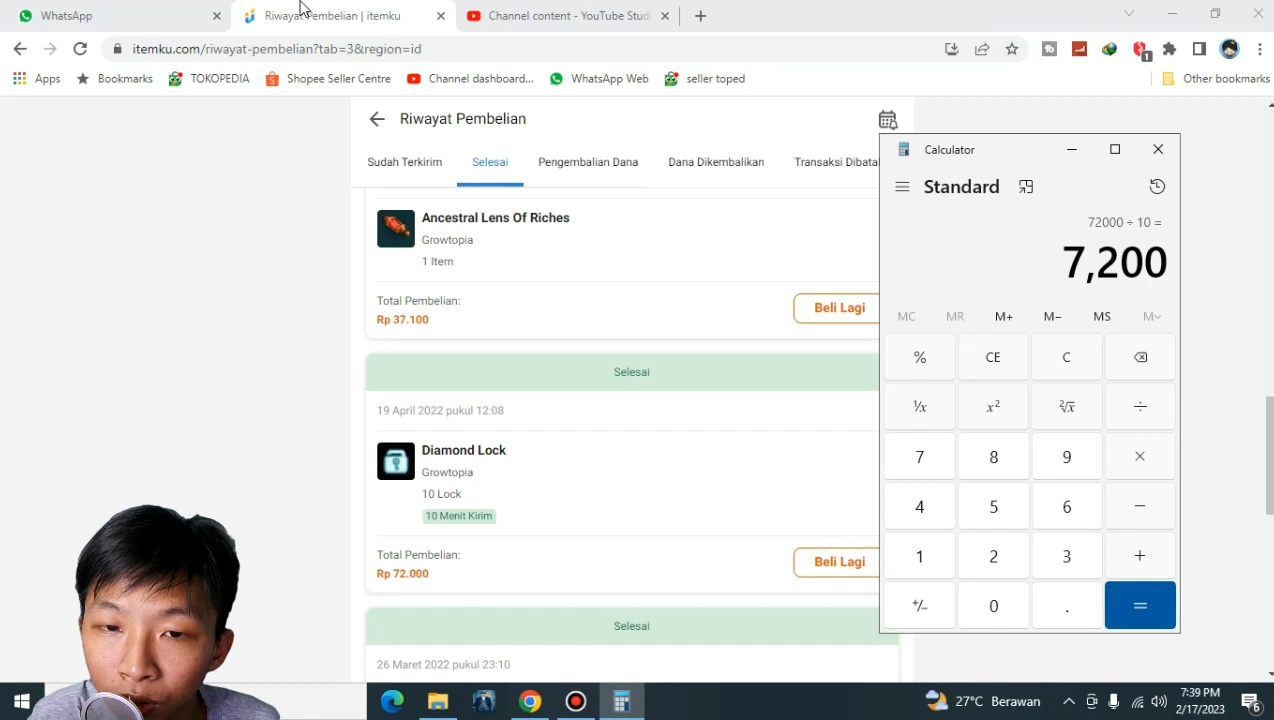 WhatsApp
Riwayat Pembelian | itemku
Channel content - YouTube Studi
itemku.com/riwayat-pembelian?tab=3&region=id
Apps
Bookmarks
TOKOPEDIA
Shopee Seller Centre
Channel dashboard...
WhatsApp Web
seller toped
Other bookmarks
Riwayat Pembelian
Sudah Terkirim
Selesai
Pengembalian Dana
Dana Dikembalikan
Transaksi Dibata
Ancestral Lens Of Riches
Growtopia
1 Item
Total Pembelian:
Rp 37.100
Beli Lagi
Selesai
19 April 2022 pukul 12:08
Diamond Lock
Growtopia
10 Lock
10 Menit Kirim
Total Pembelian:
Rp 72.000
Beli Lagi
Selesai
26 Maret 2022 pukul 23:10
Calculator
Standard
72000 ÷ 10 =
7,200
MC MR M+ M− MS M
% CE C
¹/x x² ²√x ÷
7 8 9 ×
4 5 6 −
1 2 3 +
+/− 0 . =
27°C Berawan
7:39 PM
2/17/2023
6